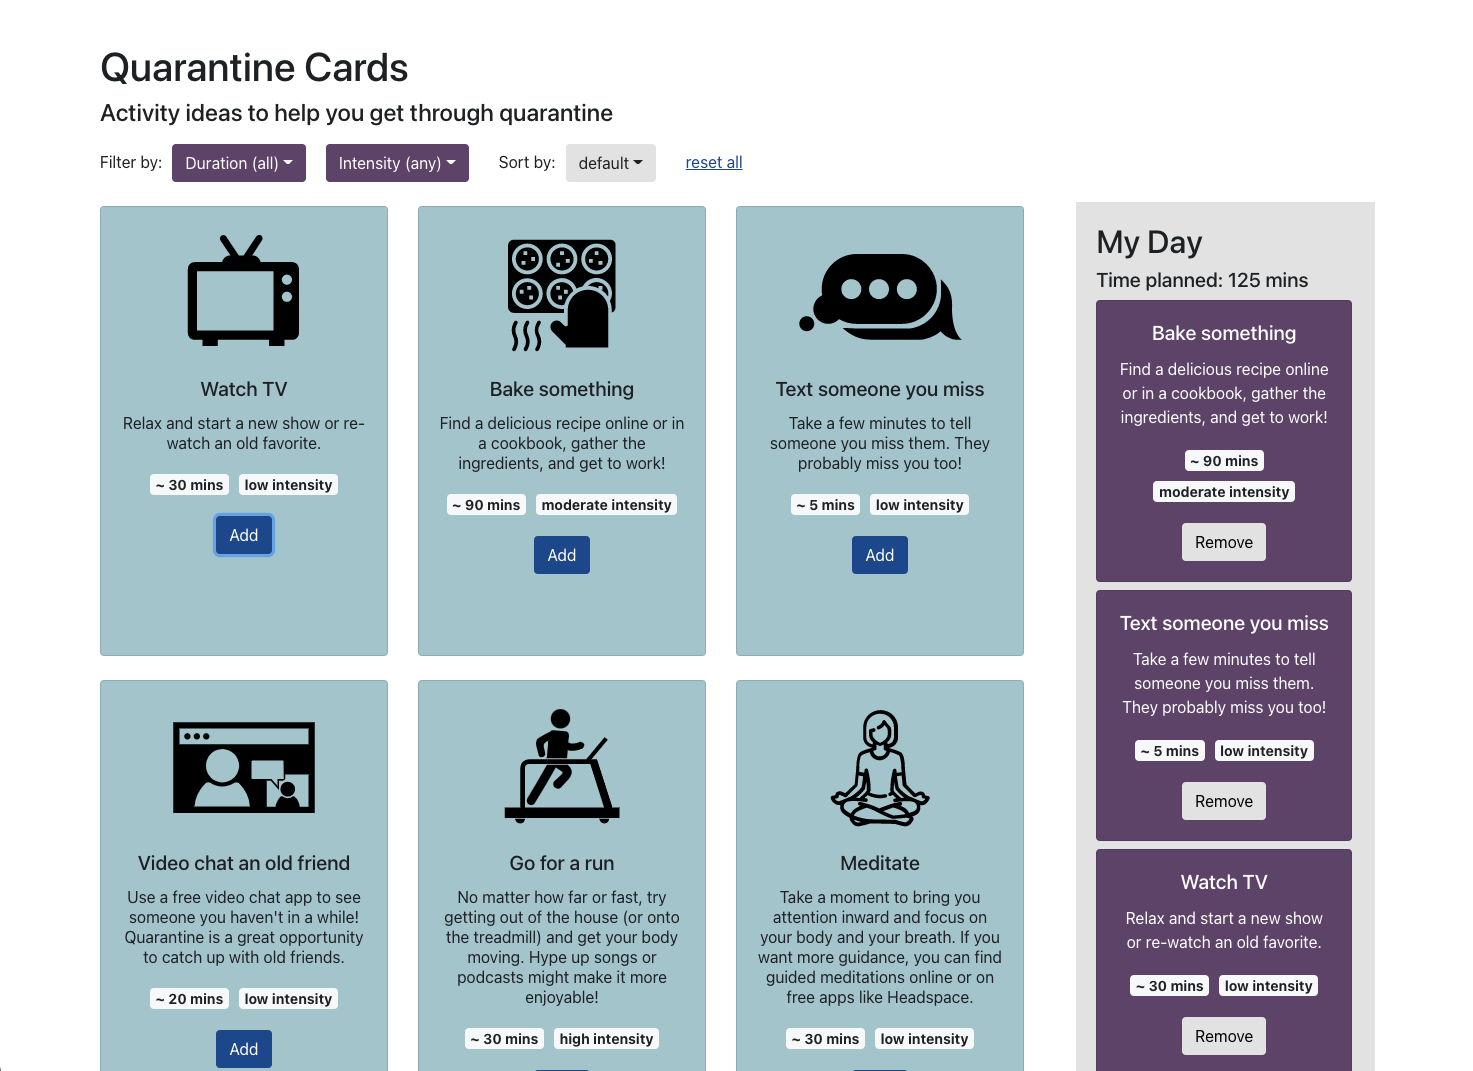 Quarantine Cards
Activity ideas to help you get through quarantine
Filter by: Duration (all) Intensity (any) Sort by: default reset all
Watch TV
Relax and start a new show or re-
watch an old favorite.
~ 30 mins low intensity
Add
Bake something
Find a delicious recipe online or in
a cookbook, gather the
ingredients, and get to work!
~ 90 mins moderate intensity
Add
Text someone you miss
Take a few minutes to tell
someone you miss them. They
probably miss you too!
~ 5 mins low intensity
Add
Video chat an old friend
Use a free video chat app to see
someone you haven't in a while!
Quarantine is a great opportunity
to catch up with old friends.
~ 20 mins low intensity
Add
Go for a run
No matter how far or fast, try
getting out of the house (or onto
the treadmill) and get your body
moving. Hype up songs or
podcasts might make it more
enjoyable!
~ 30 mins high intensity
Meditate
Take a moment to bring you
attention inward and focus on
your body and your breath. If you
want more guidance, you can find
guided meditations online or on
free apps like Headspace.
~ 30 mins low intensity
My Day
Time planned: 125 mins
Bake something
Find a delicious recipe online
or in a cookbook, gather the
ingredients, and get to work!
~ 90 mins
moderate intensity
Remove
Text someone you miss
Take a few minutes to tell
someone you miss them.
They probably miss you too!
~ 5 mins low intensity
Remove
Watch TV
Relax and start a new show
or re-watch an old favorite.
~ 30 mins low intensity
Remove